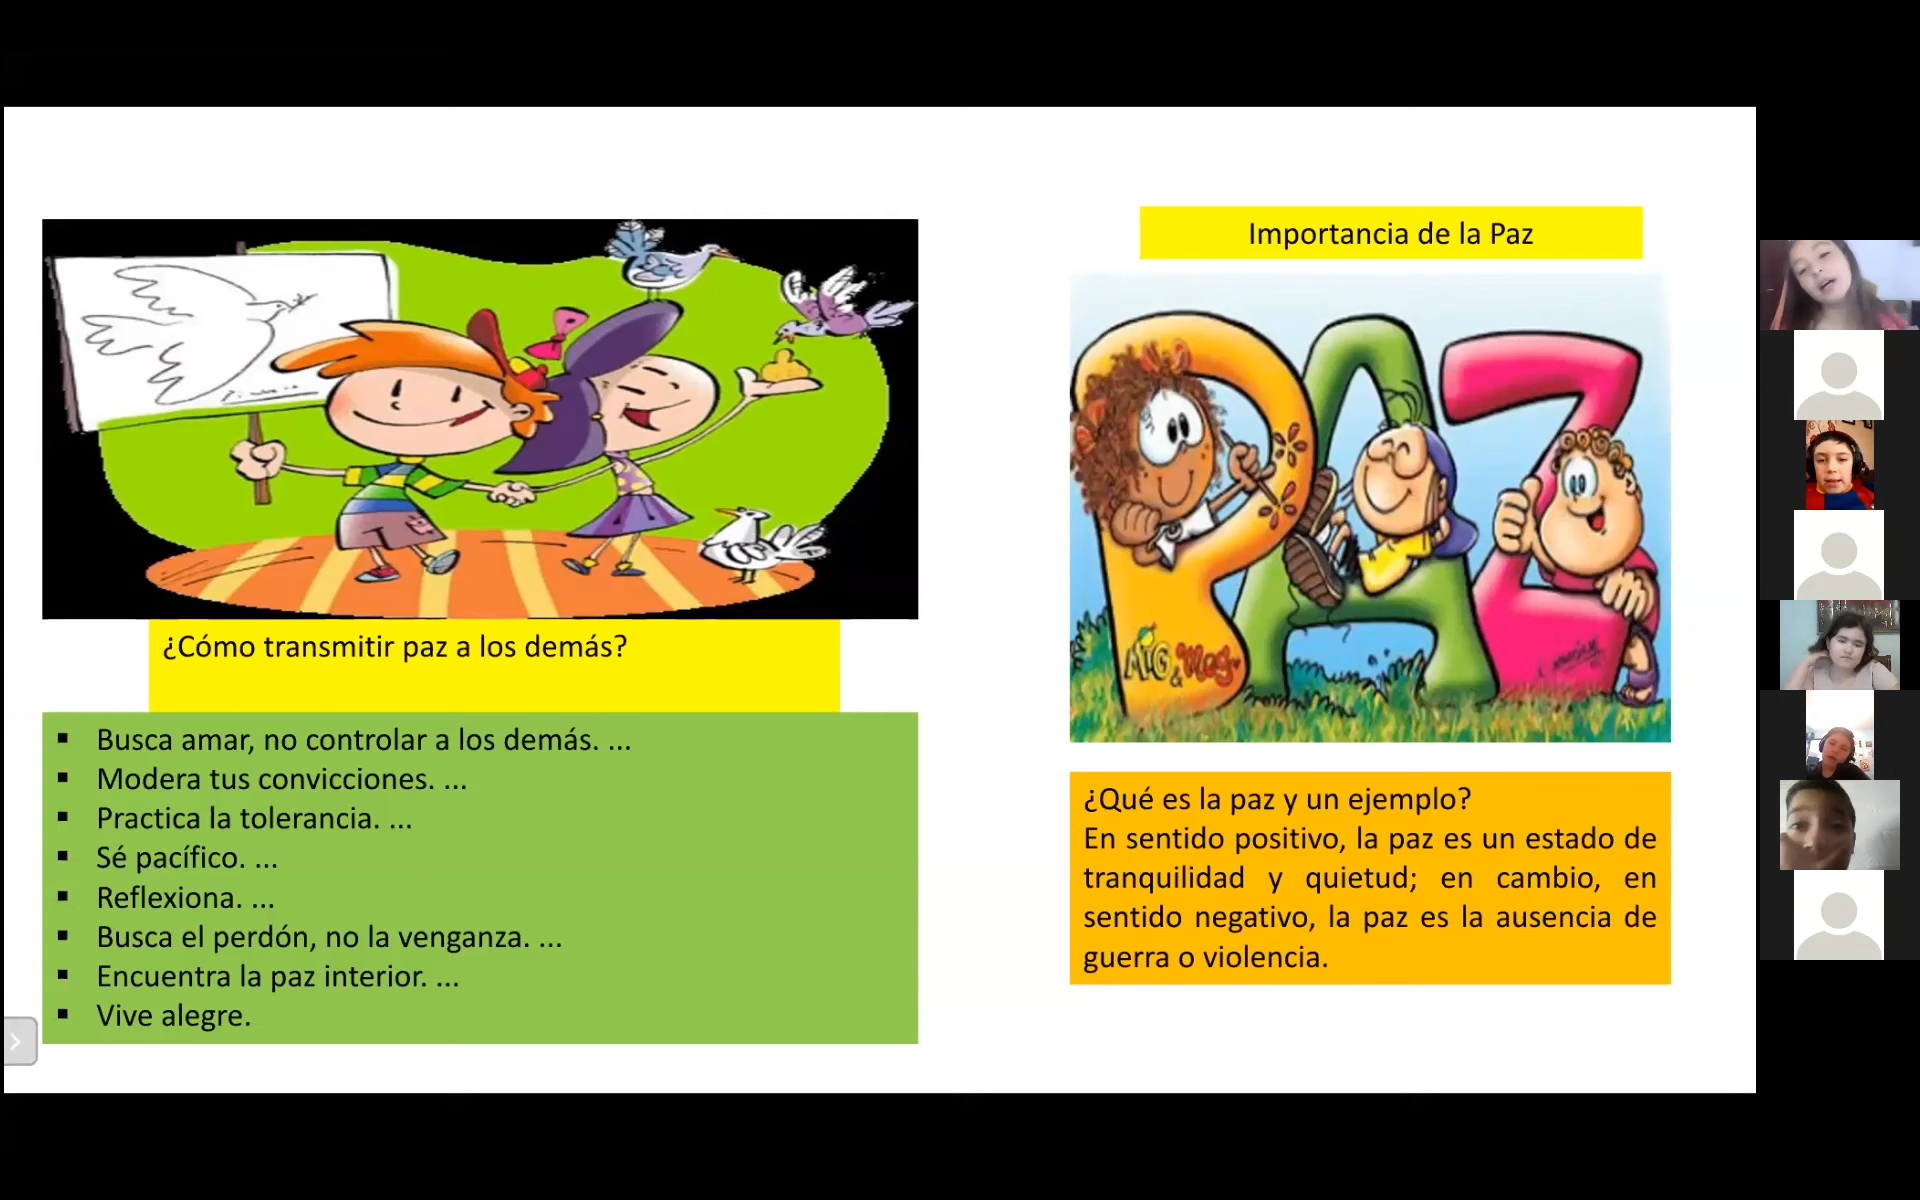 ¿Cómo transmitir paz a los demás?
▪ Busca amar, no controlar a los demás. ...
▪ Modera tus convicciones. ...
▪ Practica la tolerancia. ...
▪ Sé pacífico. ...
▪ Reflexiona. ...
▪ Busca el perdón, no la venganza. ...
▪ Encuentra la paz interior. ...
▪ Vive alegre.
Importancia de la Paz
PAZ
¿Qué es la paz y un ejemplo?
En sentido positivo, la paz es un estado de
tranquilidad y quietud; en cambio, en
sentido negativo, la paz es la ausencia de
guerra o violencia.